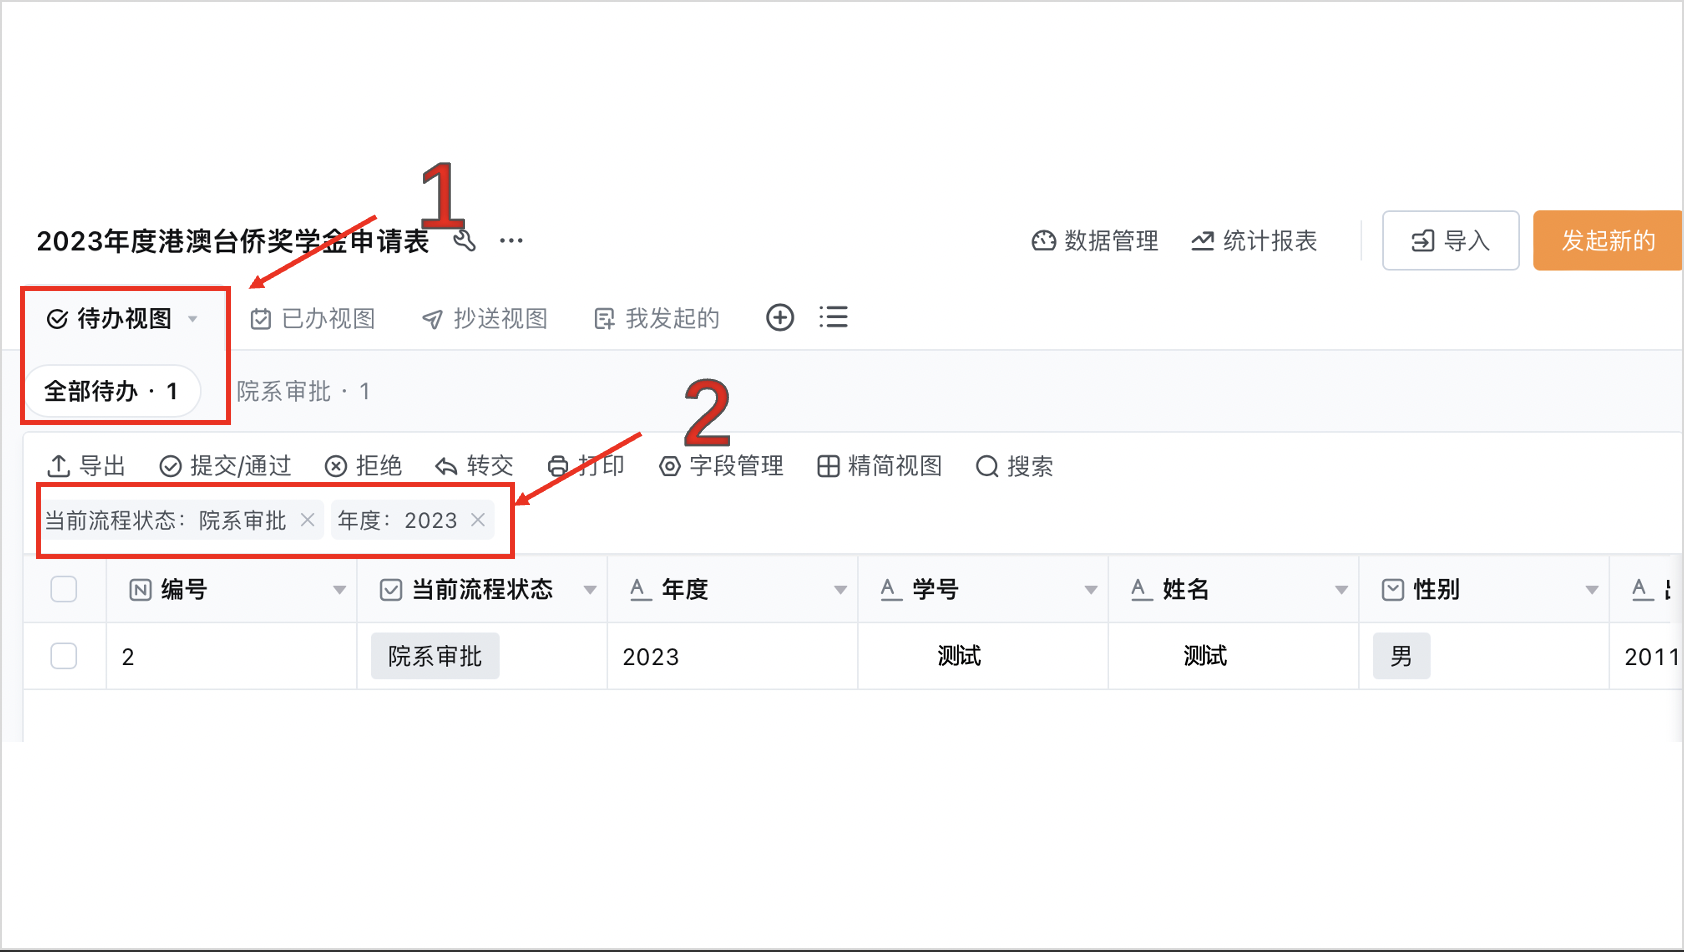 1
2023年度港澳台侨奖学金申请表 数据管理 统计报表 导入 发起新的
待办视图 已办视图 抄送视图 我发起的
全部待办 · 1 院系审批 · 1
2
导出 提交/通过 拒绝 转交 打印 字段管理 精简视图 搜索
当前流程状态：院系审批 年度：2023
编号 当前流程状态 年度 学号 姓名 性别
2 院系审批 2023 测试 测试 男 2011